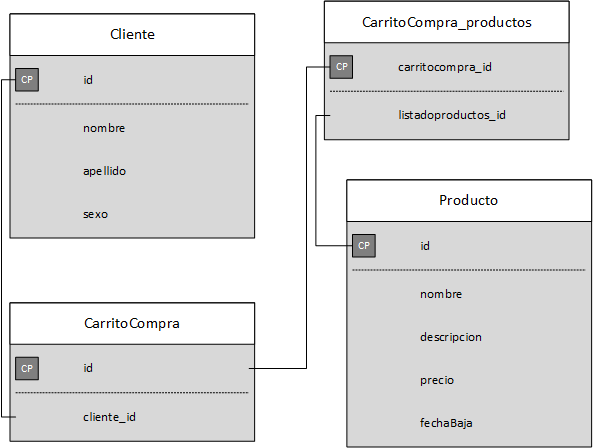 Cliente
CP id
nombre
apellido
sexo
CarritoCompra_productos
CP carritocompra_id
listadoproductos_id
Producto
CP id
nombre
descripcion
precio
fechaBaja
CarritoCompra
CP id
cliente_id